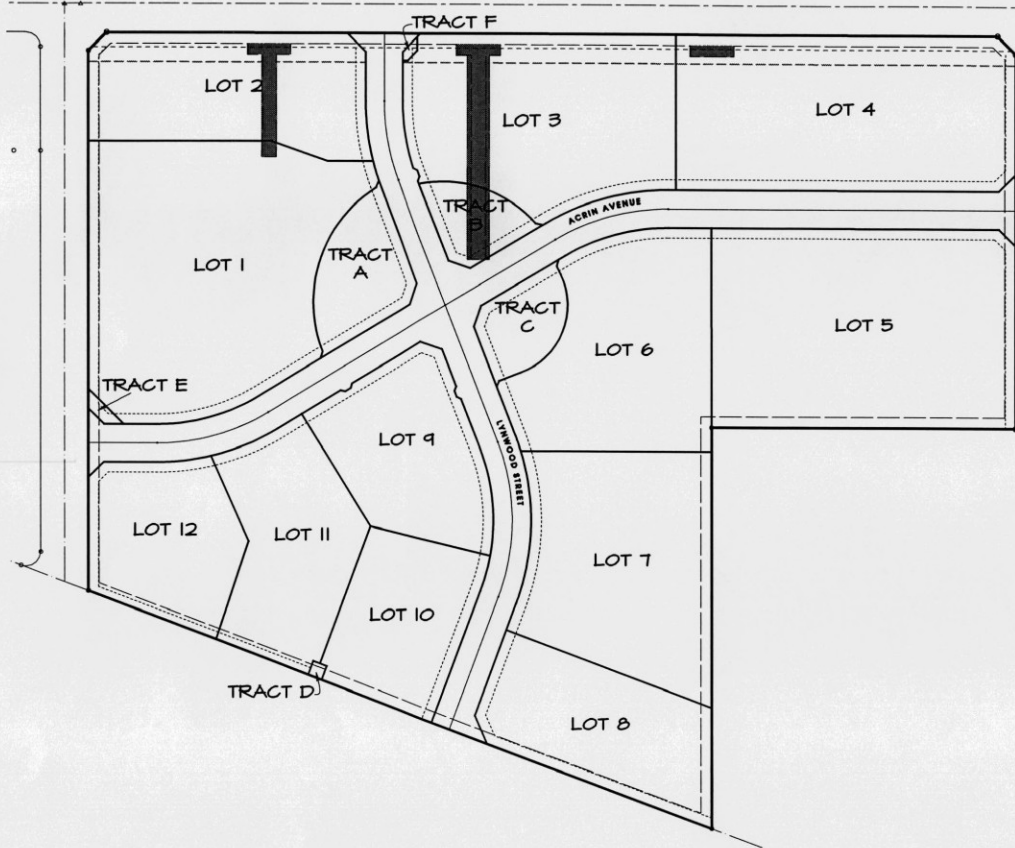 TRACT F
LOT 2
LOT 3
LOT 4
TRACT
B
ACRIN AVENUE
LOT 1
TRACT
A
TRACT
C
LOT 6
LOT 5
TRACT E
LOT 9
LYNWOOD STREET
LOT 12
LOT 11
LOT 7
LOT 10
TRACT D
LOT 8